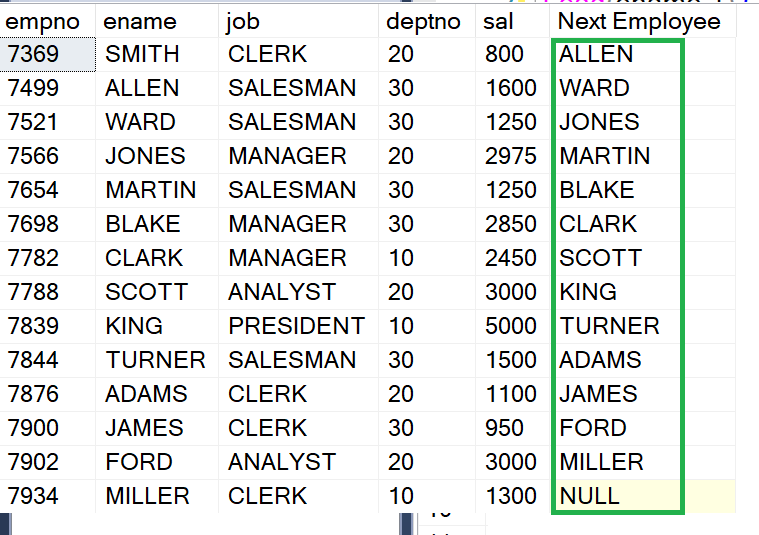 empno ename job deptno sal Next Employee
7369 SMITH CLERK 20 800 ALLEN
7499 ALLEN SALESMAN 30 1600 WARD
7521 WARD SALESMAN 30 1250 JONES
7566 JONES MANAGER 20 2975 MARTIN
7654 MARTIN SALESMAN 30 1250 BLAKE
7698 BLAKE MANAGER 30 2850 CLARK
7782 CLARK MANAGER 10 2450 SCOTT
7788 SCOTT ANALYST 20 3000 KING
7839 KING PRESIDENT 10 5000 TURNER
7844 TURNER SALESMAN 30 1500 ADAMS
7876 ADAMS CLERK 20 1100 JAMES
7900 JAMES CLERK 30 950 FORD
7902 FORD ANALYST 20 3000 MILLER
7934 MILLER CLERK 10 1300 NULL